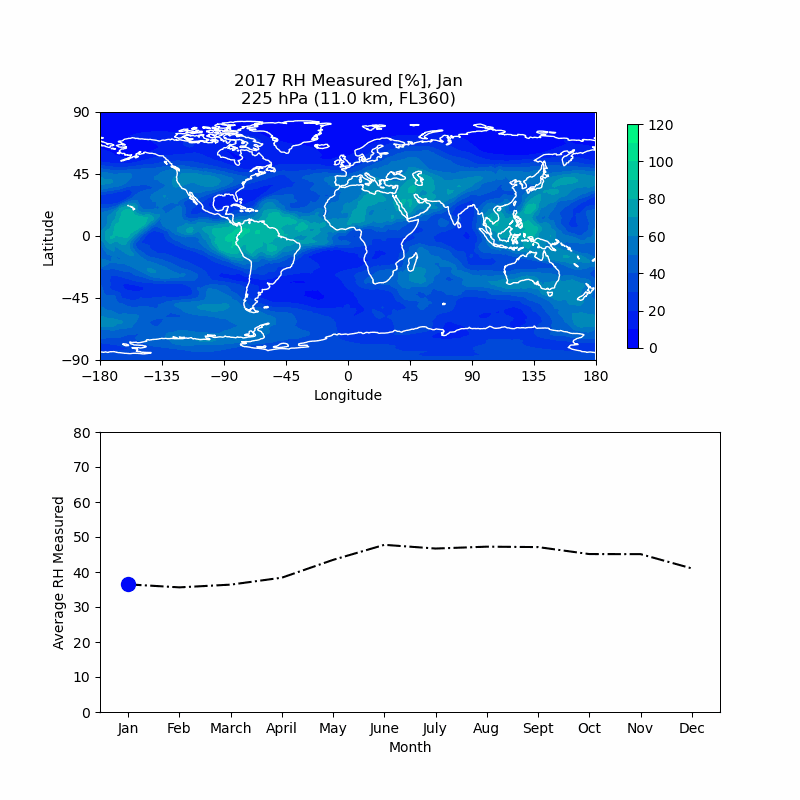 2017 RH Measured [%], Jan
225 hPa (11.0 km, FL360)
90
45
0
−45
−90
Latitude
−180 −135 −90 −45 0 45 90 135 180
Longitude
120
100
80
60
40
20
0
80
70
60
50
40
30
20
10
0
Average RH Measured
Jan Feb March April May June July Aug Sept Oct Nov Dec
Month